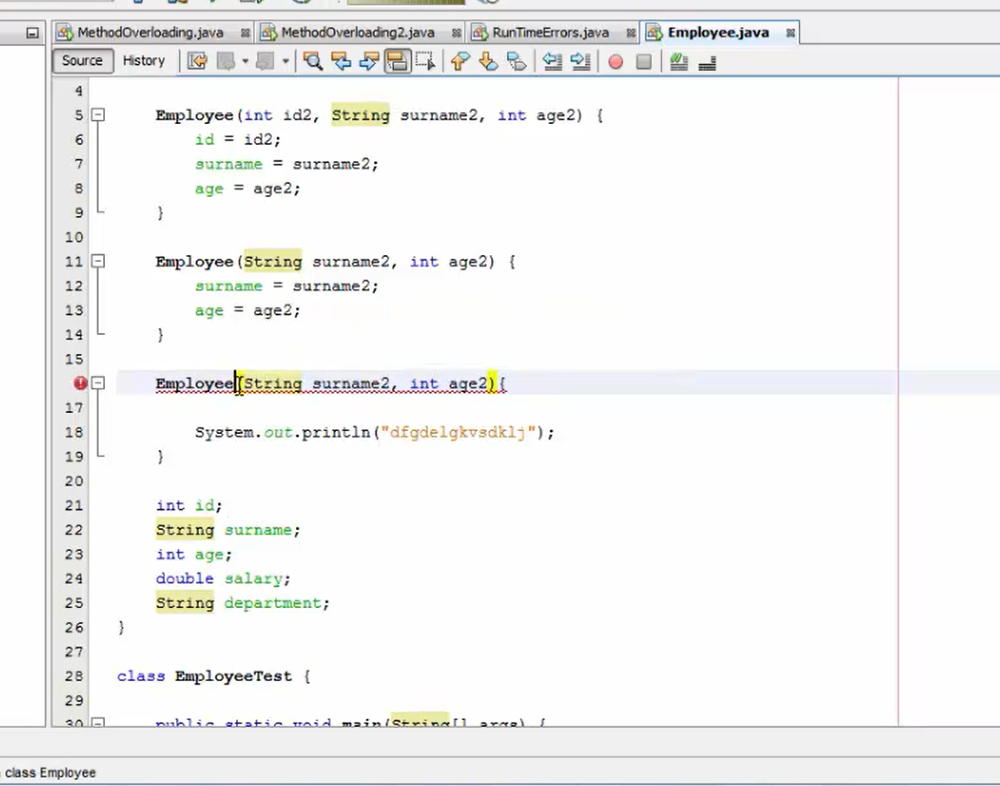 MethodOverloading.java MethodOverloading2.java RunTimeErrors.java Employee.java
Source History
4
5 Employee(int id2, String surname2, int age2) {
6 id = id2;
7 surname = surname2;
8 age = age2;
9 }
10
11 Employee(String surname2, int age2) {
12 surname = surname2;
13 age = age2;
14 }
15
Employee(String surname2, int age2){
17
18 System.out.println("dfgdelgkvsdklj");
19 }
20
21 int id;
22 String surname;
23 int age;
24 double salary;
25 String department;
26 }
27
28 class EmployeeTest {
29
30 public static void main(String[] args) {
class Employee